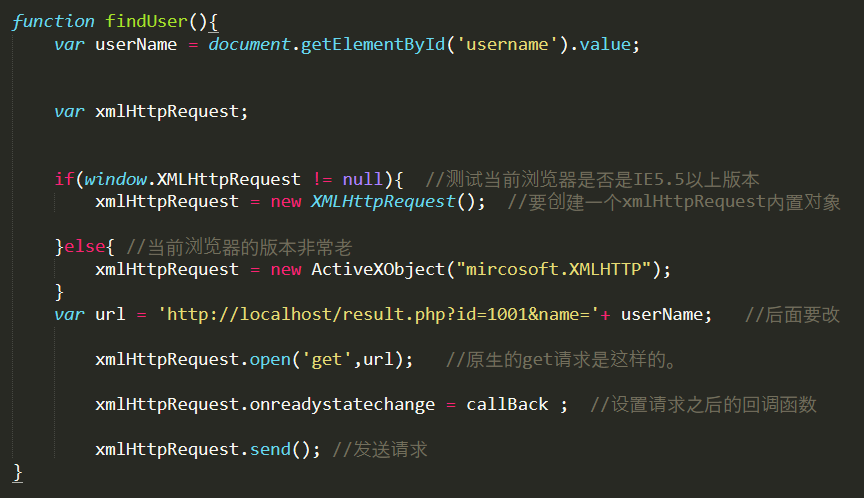 function findUser(){
var userName = document.getElementById('username').value;
var xmlHttpRequest;
if(window.XMLHttpRequest != null){ //测试当前浏览器是否是IE5.5以上版本
xmlHttpRequest = new XMLHttpRequest(); //要创建一个xmlHttpRequest内置对象
}else{ //当前浏览器的版本非常老
xmlHttpRequest = new ActiveXObject("mircosoft.XMLHTTP");
}
var url = 'http://localhost/result.php?id=1001&name='+ userName; //后面要改
xmlHttpRequest.open('get',url); //原生的get请求是这样的。
xmlHttpRequest.onreadystatechange = callBack ; //设置请求之后的回调函数
xmlHttpRequest.send(); //发送请求
}